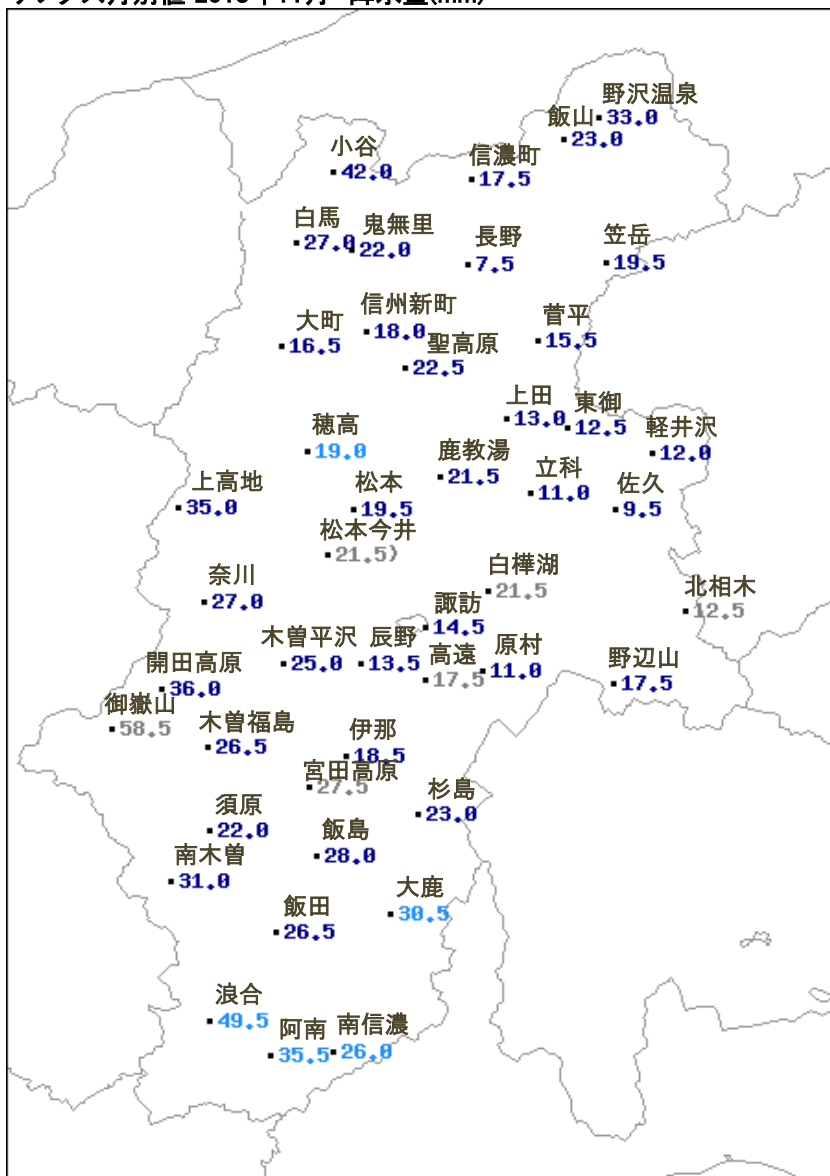 野沢温泉
33.0
飯山
23.0
小谷
42.0
信濃町
17.5
白馬
27.0
鬼無里
22.0
長野
7.5
笠岳
19.5
信州新町
18.0
大町
16.5
聖高原
22.5
菅平
15.5
上田
13.0
東御
12.5
軽井沢
12.0
穂高
19.0
鹿教湯
21.5
立科
11.0
佐久
9.5
上高地
35.0
松本
19.5
松本今井
21.5)
白樺湖
21.5
北相木
12.5
奈川
27.0
諏訪
14.5
木曽平沢
25.0
辰野
13.5
高遠
17.5
原村
11.0
野辺山
17.5
開田高原
36.0
御嶽山
58.5
木曽福島
26.5
伊那
18.5
宮田高原
27.5
杉島
23.0
須原
22.0
飯島
28.0
南木曽
31.0
大鹿
30.5
飯田
26.5
浪合
49.5
阿南
35.5
南信濃
26.0